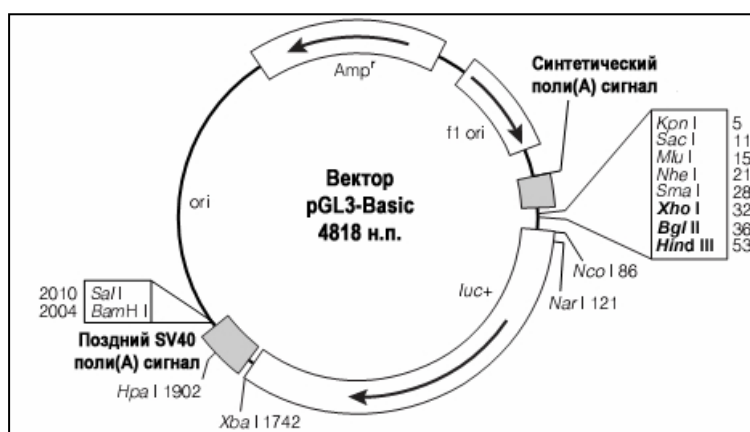 Amp^r
f1 ori
Синтетический
поли(А) сигнал
Kpn I 5
Sac I 11
Mlu I 15
Nhe I 21
Sma I 28
Xho I 32
Bgl II 36
Hind III 53
Nco I 86
Nar I 121
luc+
Вектор
pGL3-Basic
4818 н.п.
ori
2010 Sal I
2004 BamH I
Поздний SV40
поли(А) сигнал
Hpa I 1902
Xba I 1742